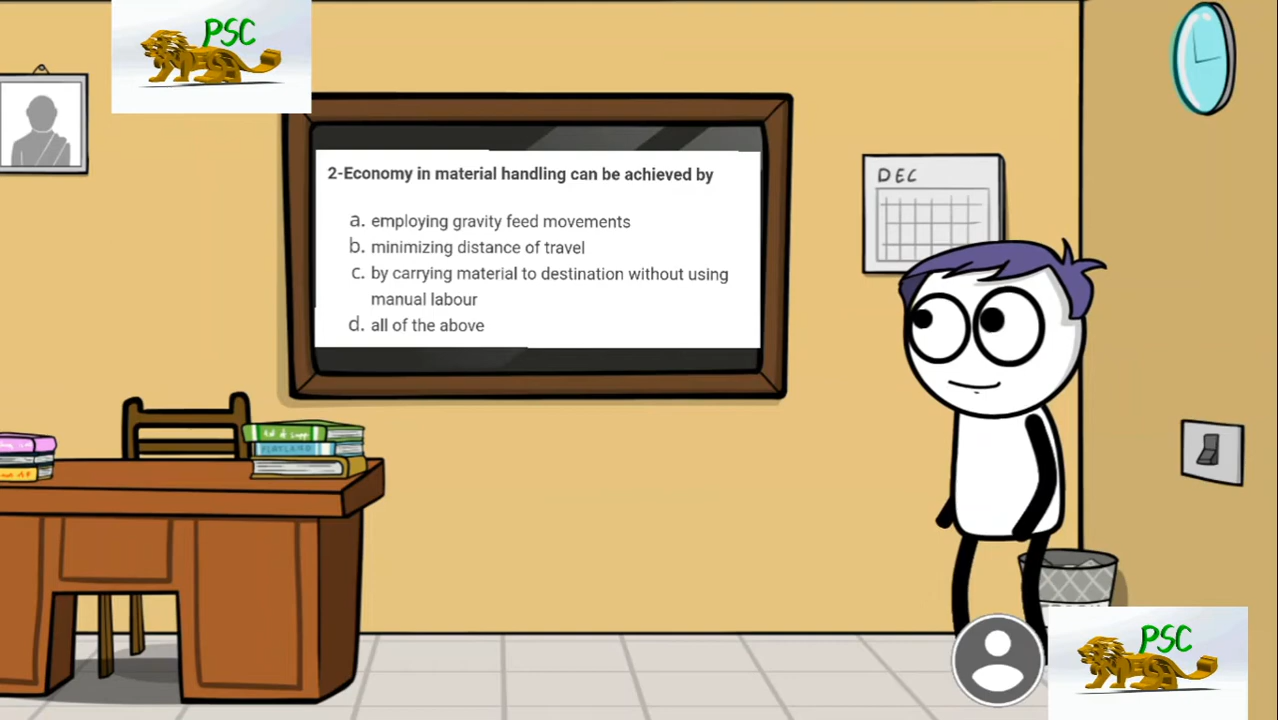 PSC
2-Economy in material handling can be achieved by
a. employing gravity feed movements
b. minimizing distance of travel
c. by carrying material to destination without using
manual labour
d. all of the above
DEC
PSC